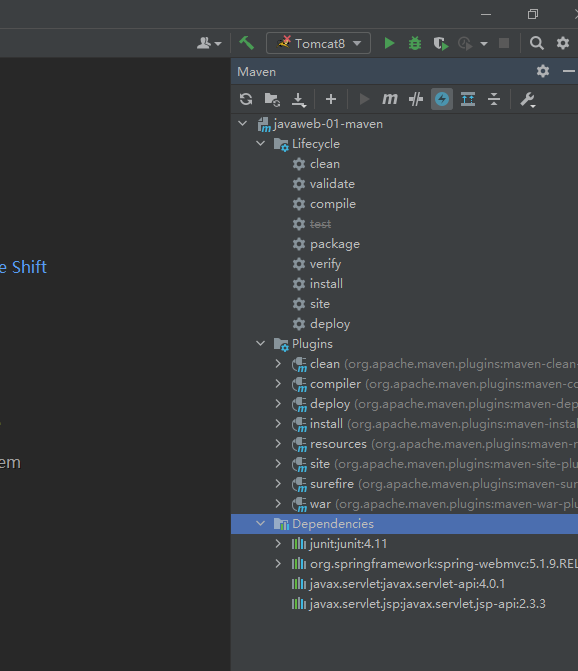 Tomcat8
Maven
javaweb-01-maven
Lifecycle
clean
validate
compile
test
package
verify
install
site
deploy
e Shift
Plugins
clean (org.apache.maven.plugins:maven-clean-
compiler (org.apache.maven.plugins:maven-co
deploy (org.apache.maven.plugins:maven-dep
install (org.apache.maven.plugins:maven-instal
resources (org.apache.maven.plugins:maven-r
site (org.apache.maven.plugins:maven-site-plu
em
surefire (org.apache.maven.plugins:maven-sur
war (org.apache.maven.plugins:maven-war-plu
Dependencies
junit:junit:4.11
org.springframework:spring-webmvc:5.1.9.REL
javax.servlet:javax.servlet-api:4.0.1
javax.servlet.jsp:javax.servlet.jsp-api:2.3.3